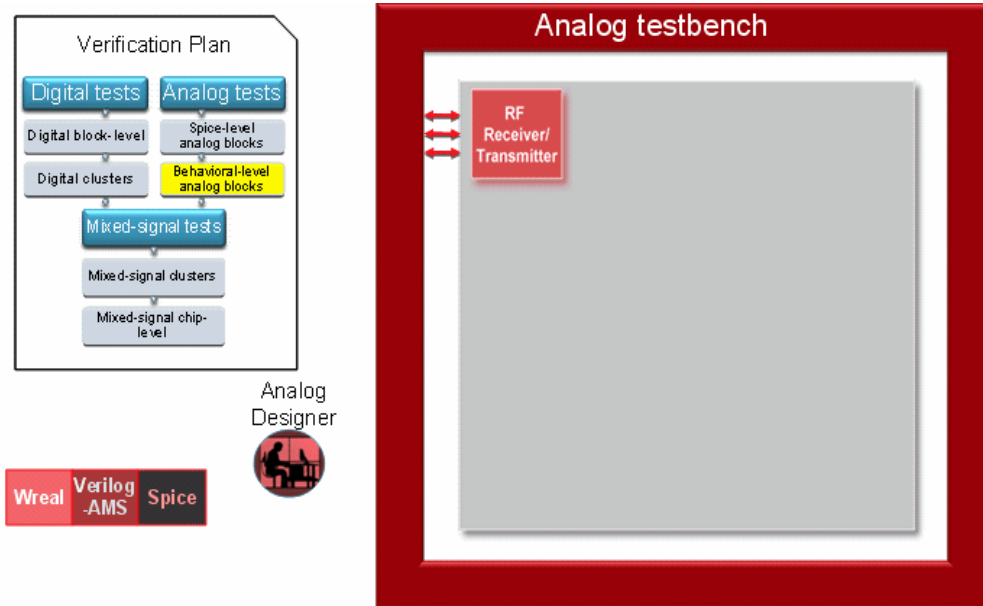 Verification Plan
Digital tests
Analog tests
Digital block-level
Spice-level
analog blocks
Digital clusters
Behavioral-level
analog blocks
Mixed-signal tests
Mixed-signal clusters
Mixed-signal chip-
level
Analog
Designer
Wreal
Verilog
-AMS
Spice
Analog testbench
RF
Receiver/
Transmitter